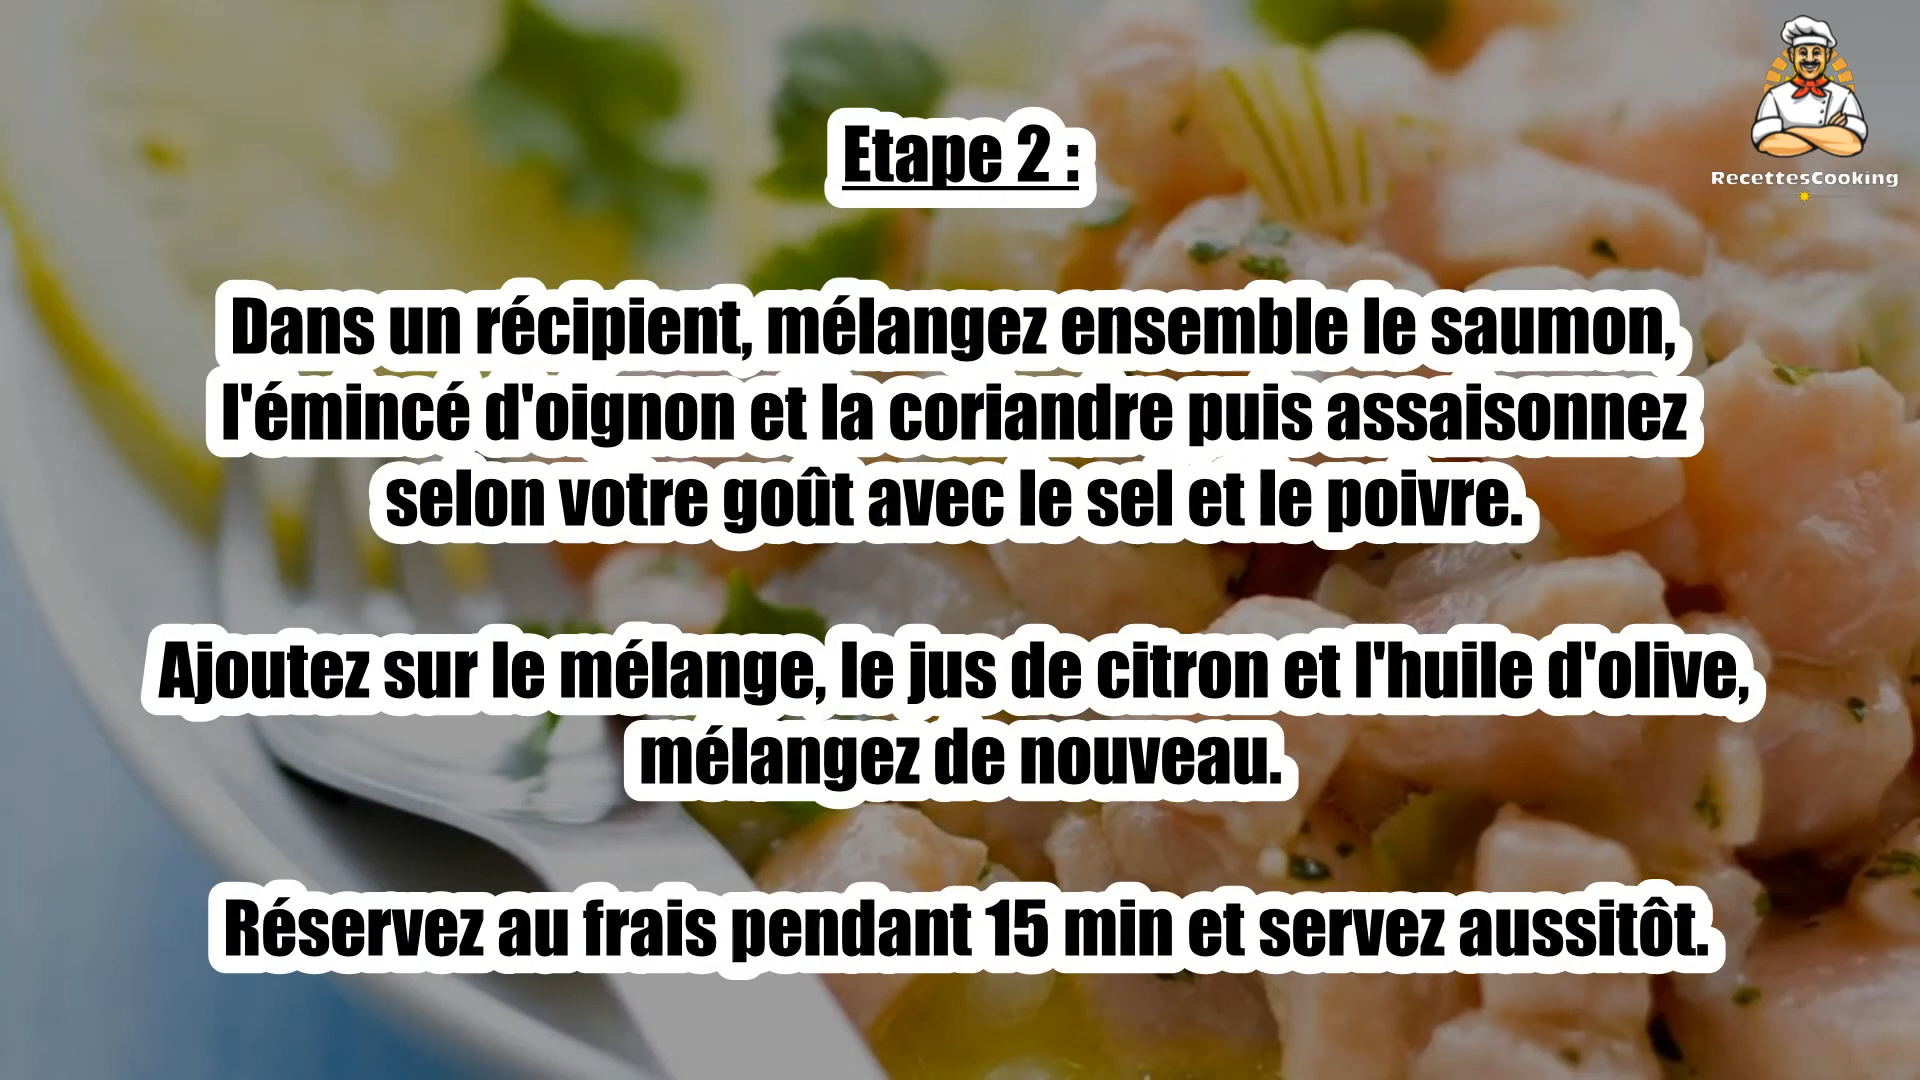 RecettesCooking
Etape 2 :
Dans un récipient, mélangez ensemble le saumon,
l'émincé d'oignon et la coriandre puis assaisonnez
selon votre goût avec le sel et le poivre.
Ajoutez sur le mélange, le jus de citron et l'huile d'olive,
mélangez de nouveau.
Réservez au frais pendant 15 min et servez aussitôt.